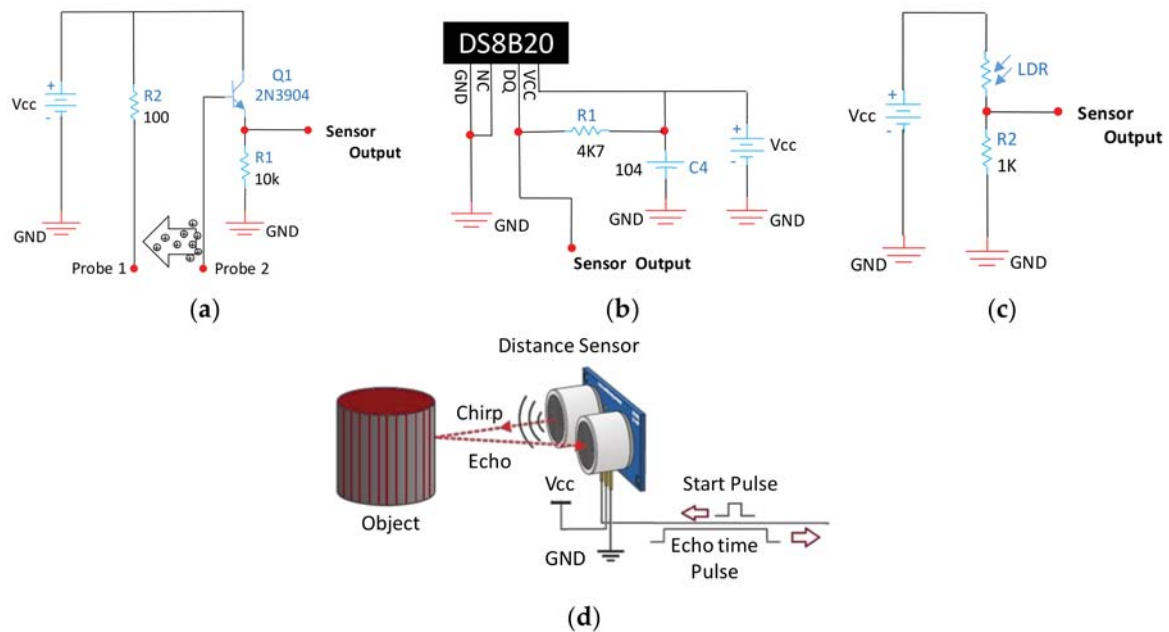 +
Vcc
-
R2
100
Q1
2N3904
Sensor
Output
R1
10k
GND
GND
Probe 1
Probe 2
(a)
DS8B20
GND
NC
DQ
VCC
R1
4K7
104
C4
+
Vcc
-
GND
GND
GND
Sensor Output
(b)
+
Vcc
-
LDR
Sensor
Output
R2
1K
GND
GND
(c)
Distance Sensor
Chirp
Echo
Object
Vcc
GND
Start Pulse
Echo time
Pulse
(d)